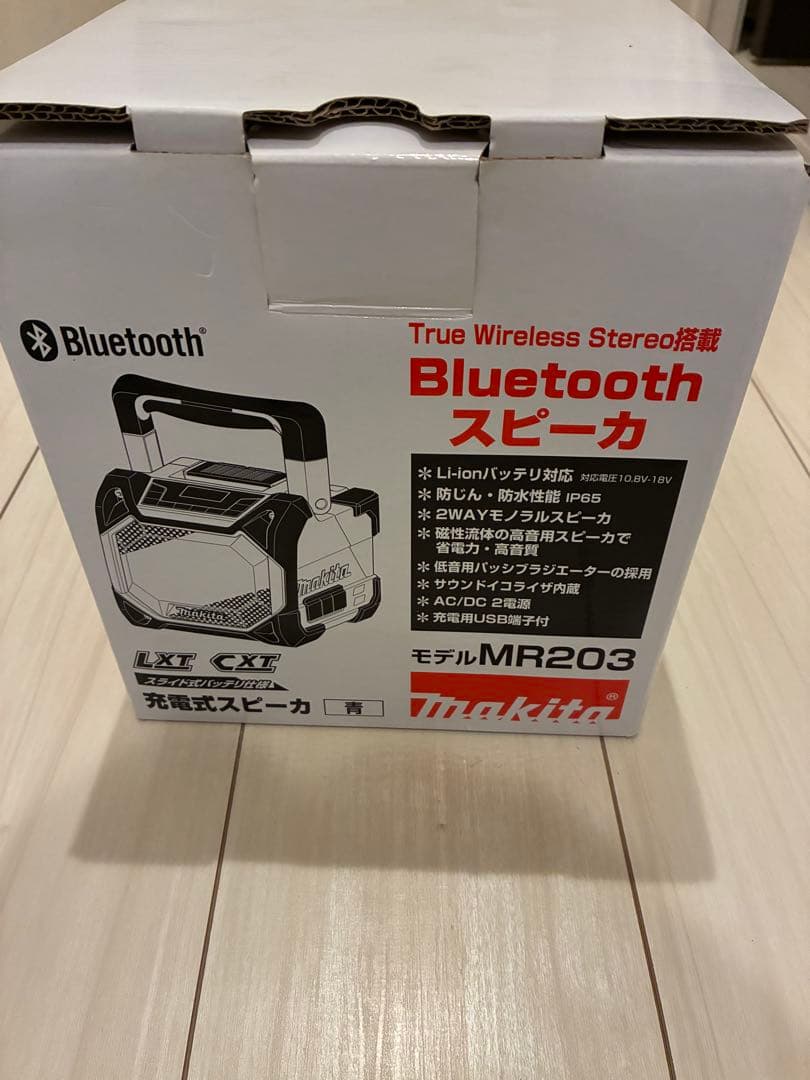 Bluetooth®
True Wireless Stereo搭載
Bluetooth
スピーカ
＊ Li-ionバッテリ対応 対応電圧10.8V-18V
＊ 防じん・防水性能 IP65
＊ 2WAYモノラルスピーカ
＊ 磁性流体の高音用スピーカで
省電力・高音質
＊ 低音用パッシブラジエーターの採用
＊ サウンドイコライザ内蔵
＊ AC/DC 2電源
＊ 充電用USB端子付
makita
makita
LXT CXT
スライド式バッテリ仕様
充電式スピーカ 青
モデルMR203
makita®